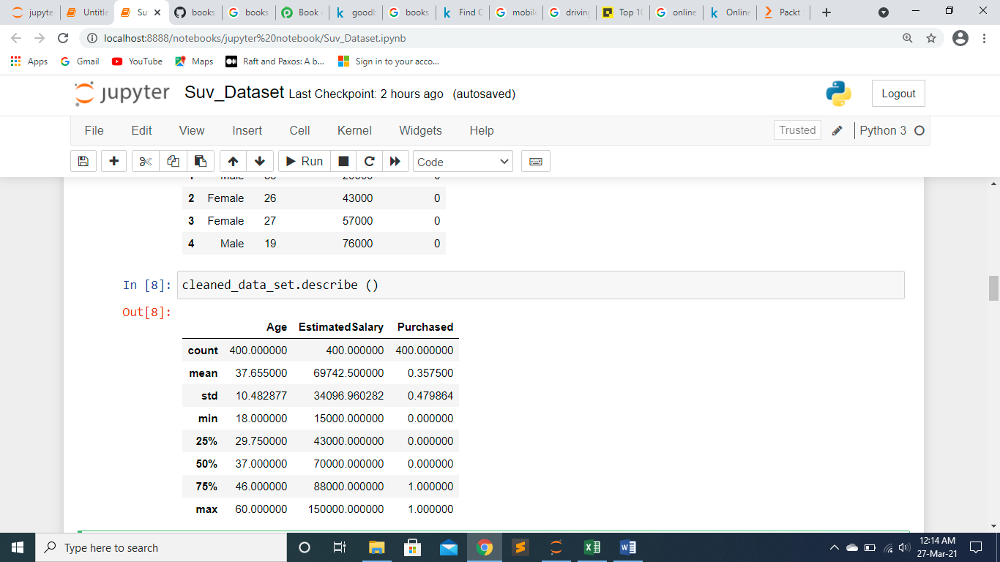 jupyte Untitle Su books books Book goodb books Find C mobile driving Top 10 online Online Packt
localhost:8888/notebooks/jupyter%20notebook/Suv_Dataset.ipynb
Apps Gmail YouTube Maps Raft and Paxos: A b... Sign in to your acco...
jupyter Suv_Dataset Last Checkpoint: 2 hours ago (autosaved) Logout
File Edit View Insert Cell Kernel Widgets Help Trusted Python 3
Run Code
2 Female 26 43000 0
3 Female 27 57000 0
4 Male 19 76000 0
In [8]: cleaned_data_set.describe ()
Out[8]:
Age EstimatedSalary Purchased
count 400.000000 400.000000 400.000000
mean 37.655000 69742.500000 0.357500
std 10.482877 34096.960282 0.479864
min 18.000000 15000.000000 0.000000
25% 29.750000 43000.000000 0.000000
50% 37.000000 70000.000000 0.000000
75% 46.000000 88000.000000 1.000000
max 60.000000 150000.000000 1.000000
Type here to search
12:14 AM
27-Mar-21